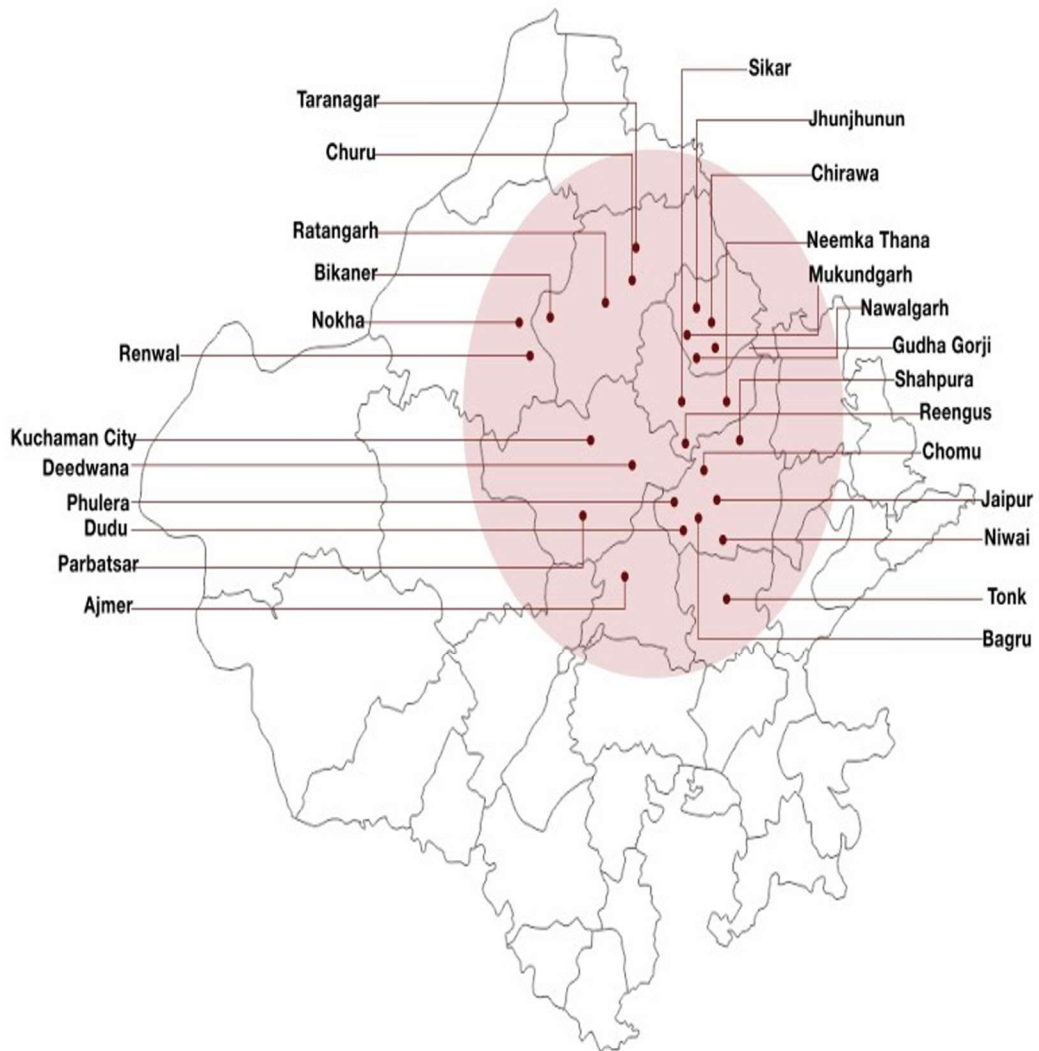 Sikar
Taranagar
Jhunjhunun
Churu
Chirawa
Ratangarh
Neemka Thana
Bikaner
Mukundgarh
Nawalgarh
Nokha
Gudha Gorji
Renwal
Shahpura
Reengus
Kuchaman City
Chomu
Deedwana
Phulera
Jaipur
Dudu
Niwai
Parbatsar
Ajmer
Tonk
Bagru